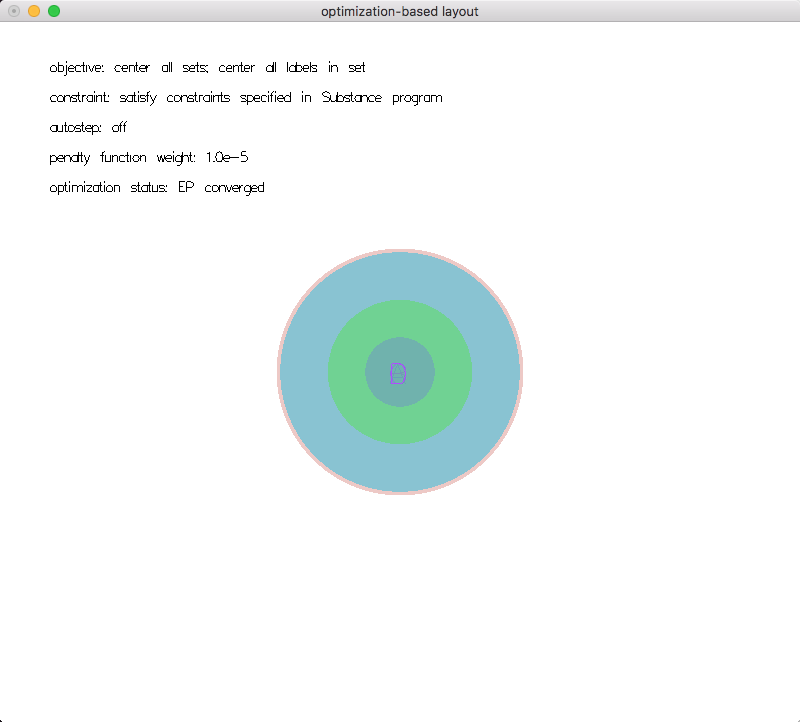 optimization-based layout
objective: center all sets; center all labels in set
constraint: satisfy constraints specified in Substance program
autostep: off
penalty function weight: 1.0e-5
optimization status: EP converged
D